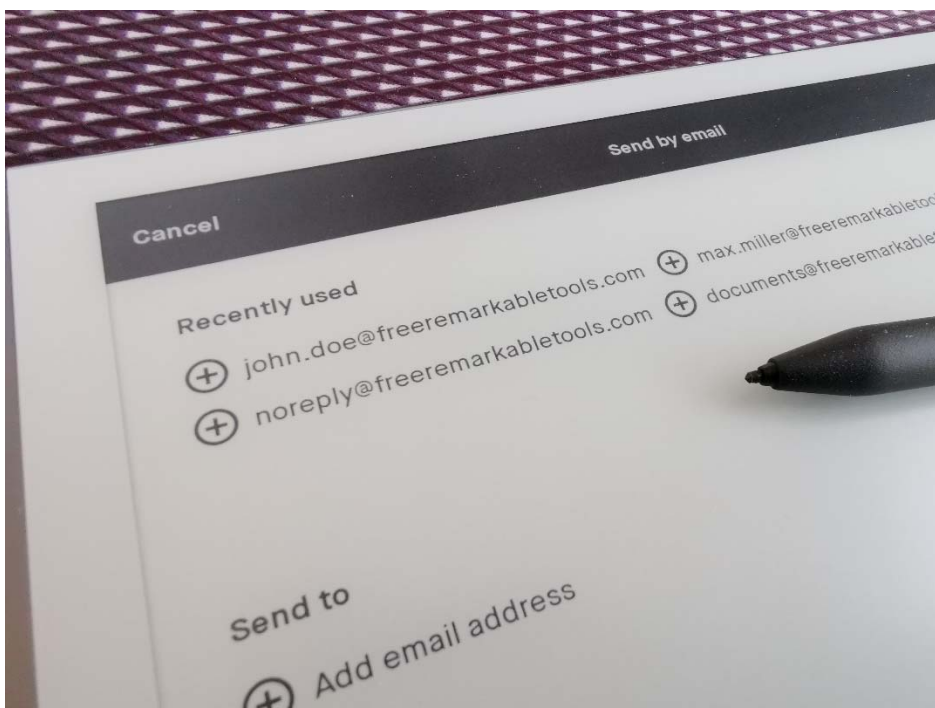 Send by email
Cancel
Recently used
john.doe@freeremarkabletools.com
max.miller@freeremarkabletoo
noreply@freeremarkabletools.com
documents@freeremarkablet
Send to
Add email address